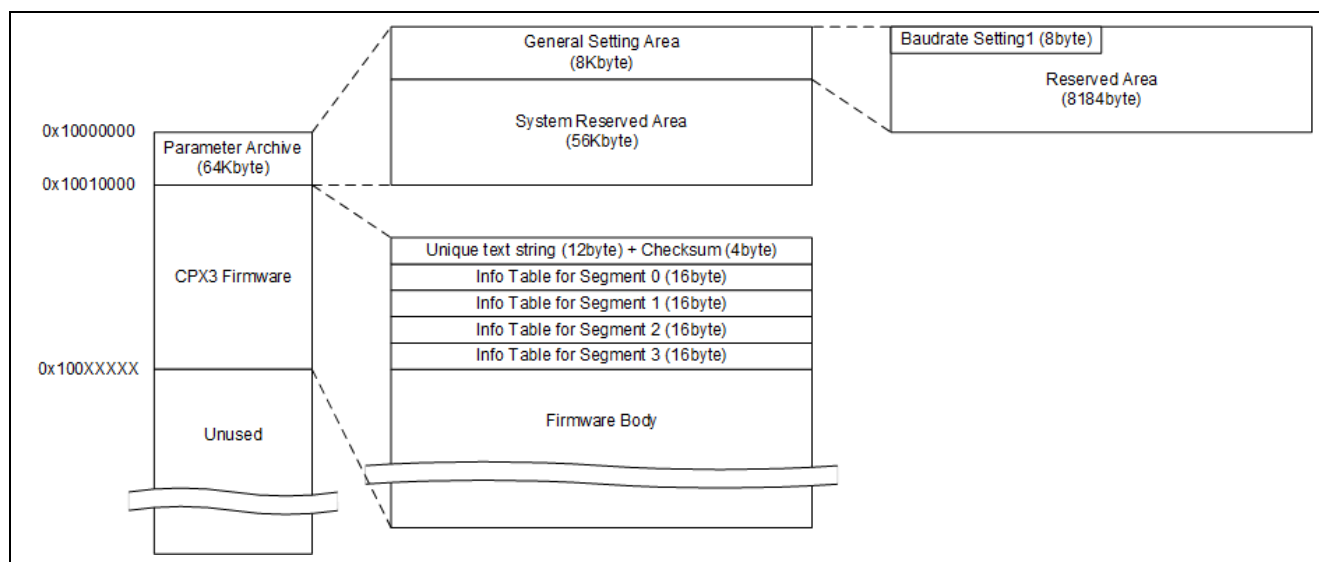 General Setting Area
(8Kbyte)
System Reserved Area
(56Kbyte)
Baudrate Setting1 (8byte)
Reserved Area
(8184byte)
0x10000000
Parameter Archive
(64Kbyte)
0x10010000
CPX3 Firmware
0x100XXXXX
Unused
Unique text string (12byte) + Checksum (4byte)
Info Table for Segment 0 (16byte)
Info Table for Segment 1 (16byte)
Info Table for Segment 2 (16byte)
Info Table for Segment 3 (16byte)
Firmware Body